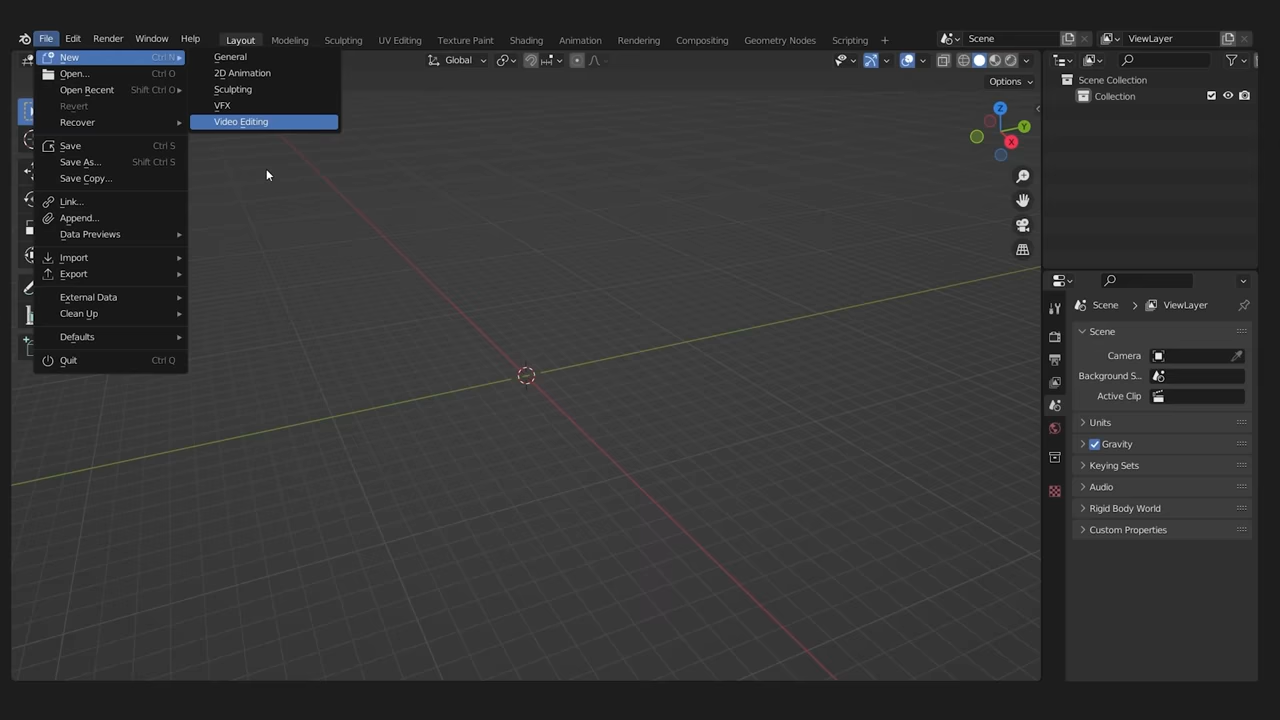 File Edit Render Window Help Layout Modeling Sculpting UV Editing Texture Paint Shading Animation Rendering Compositing Geometry Nodes Scripting + Scene ViewLayer
New Ctrl N
Open... Ctrl O
Open Recent Shift Ctrl O
Revert
Recover
Save Ctrl S
Save As... Shift Ctrl S
Save Copy...
Link...
Append...
Data Previews
Import
Export
External Data
Clean Up
Defaults
Quit Ctrl Q
General
2D Animation
Sculpting
VFX
Video Editing
Global
Options
Z
Y
X
Scene Collection
Collection
Scene > ViewLayer
Scene
Camera
Background S...
Active Clip
Units
Gravity
Keying Sets
Audio
Rigid Body World
Custom Properties